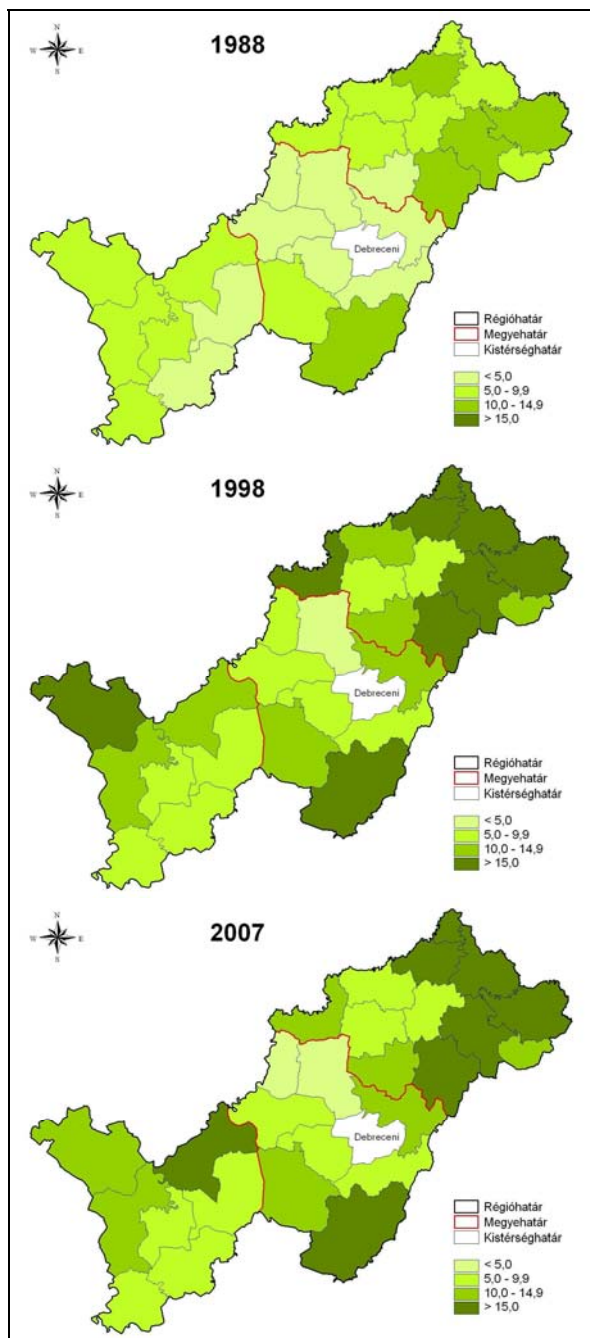 1988
N
W E
S
Debreceni
Régióhatár
Megyehatár
Kistérséghatár
< 5,0
5,0 - 9,9
10,0 - 14,9
> 15,0
1998
N
W E
S
Debreceni
Régióhatár
Megyehatár
Kistérséghatár
< 5,0
5,0 - 9,9
10,0 - 14,9
> 15,0
2007
N
W E
S
Debreceni
Régióhatár
Megyehatár
Kistérséghatár
< 5,0
5,0 - 9,9
10,0 - 14,9
> 15,0